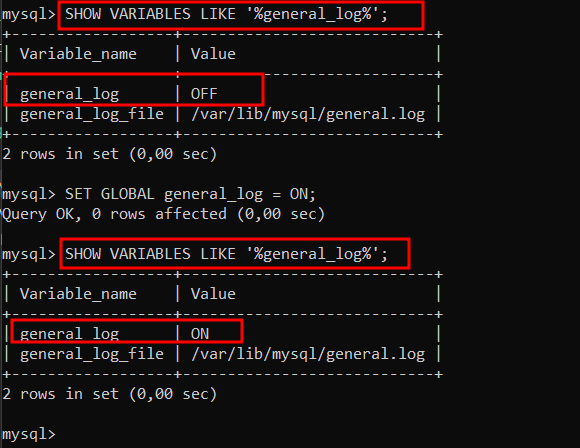 mysql> SHOW VARIABLES LIKE '%general_log%';
+------------------+----------------------------+
| Variable_name    | Value                      |
+------------------+----------------------------+
| general_log      | OFF                        |
| general_log_file | /var/lib/mysql/general.log |
+------------------+----------------------------+
2 rows in set (0,00 sec)
mysql> SET GLOBAL general_log = ON;
Query OK, 0 rows affected (0,00 sec)
mysql> SHOW VARIABLES LIKE '%general_log%';
+------------------+----------------------------+
| Variable_name    | Value                      |
+------------------+----------------------------+
| general_log      | ON                         |
| general_log_file | /var/lib/mysql/general.log |
+------------------+----------------------------+
2 rows in set (0,00 sec)
mysql>